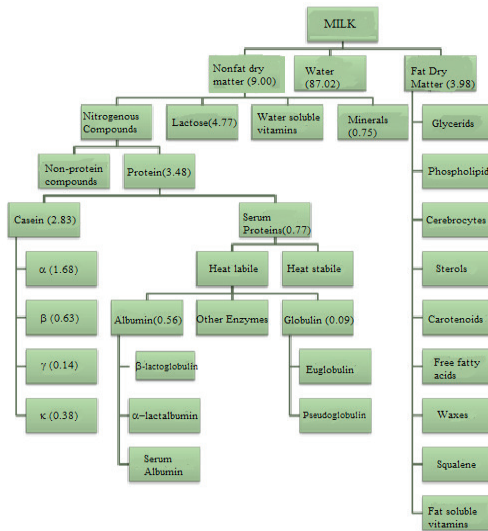 MILK
Nonfat dry
matter (9.00)
Water
(87.02)
Fat Dry
Matter (3.98)
Nitrogenous
Compounds
Lactose(4.77)
Water soluble
vitamins
Minerals
(0.75)
Glycerids
Non-protein
compounds
Protein(3.48)
Phospholipid
Casein (2.83)
Serum
Proteins(0.77)
Cerebrocytes
α (1.68)
Heat labile
Heat stabile
Sterols
β (0.63)
Albumin(0.56)
Other Enzymes
Globulin (0.09)
Carotenoids
γ (0.14)
β-lactoglobulin
Euglobulin
Free fatty
acids
κ (0.38)
α-lactalbumin
Pseudoglobulin
Waxes
Serum
Albumin
Squalene
Fat soluble
vitamins